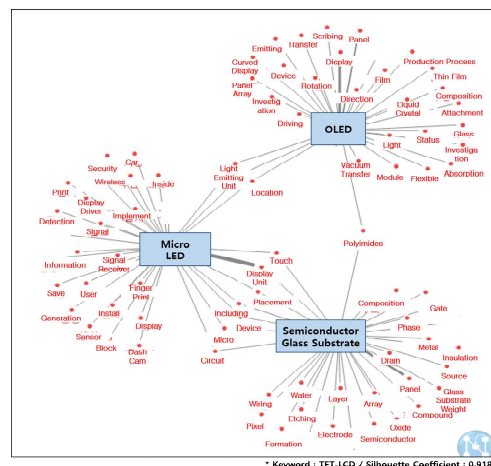 Scribing
Panel
Transfer
Emitting
Display
Production Process
Curved
Display
Device
Film
Thin Film
Panel
Array
Rotation
Composition
Investig
ation
Direction
Liquid
Crystal
Attachment
Driving
OLED
Status
Glass
Light
Investiga
tion
Vacuum
Transfer
Module
Flexible
Absorption
Light
Emitting
Unit
Location
Car
Security
Wireless
Inside
Print
Display
Driver
Implement
Detection
Signal
Micro
LED
Polyimides
Information
Signal
Receiver
Touch
Display
Unit
Save
User
Finger
Print
Placement
Composition
Generation
Install
Including
Gate
Sensor
Display
Device
Phase
Block
Micro
Semiconductor
Glass Substrate
Metal
Dash
Cam
Circuit
Drain
Insulation
Source
Panel
Glass
Substrate
Weight
Water
Layer
Array
Compound
Wiring
Etching
Oxide
Pixel
Electrode
Semiconductor
Formation
* Keyword : TFT-LCD / Silhouette Coefficient : 0.918